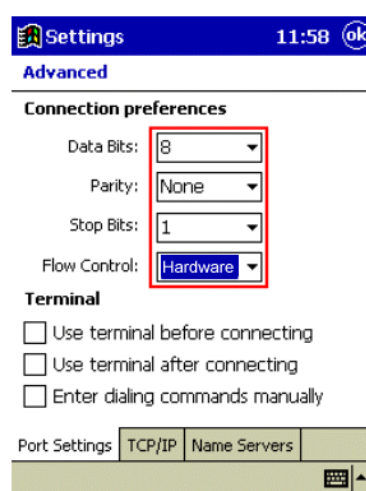 Settings 11:58 ok
Advanced
Connection preferences
Data Bits: 8
Parity: None
Stop Bits: 1
Flow Control: Hardware
Terminal
Use terminal before connecting
Use terminal after connecting
Enter dialing commands manually
Port Settings TCP/IP Name Servers